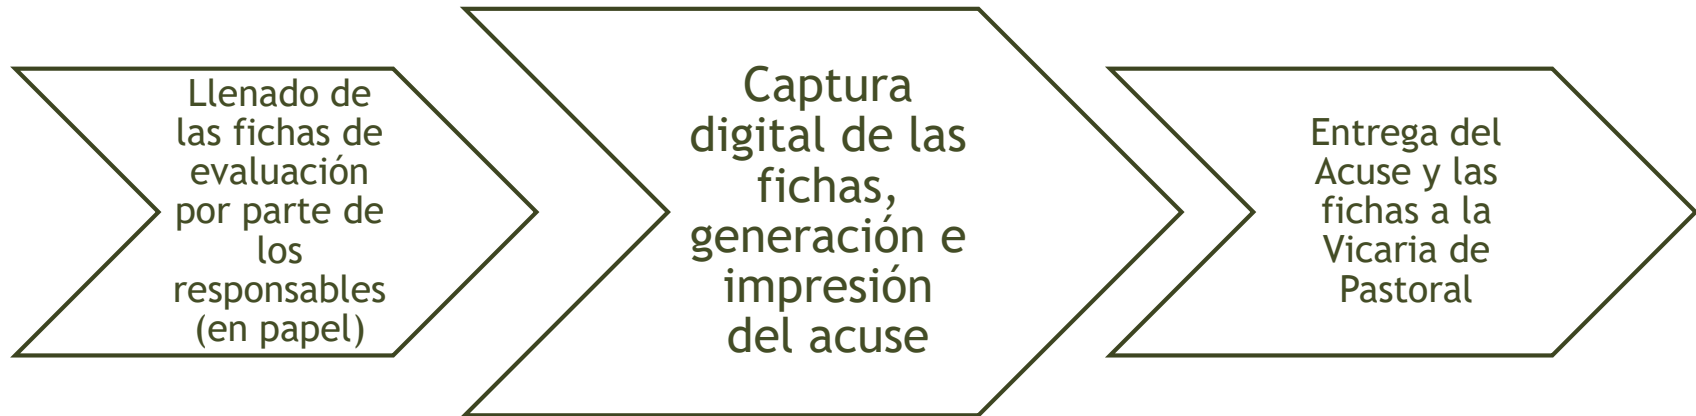 Llenado de
las fichas de
evaluación
por parte de
los
responsables
(en papel)
Captura
digital de las
fichas,
generación e
impresión
del acuse
Entrega del
Acuse y las
fichas a la
Vicaria de
Pastoral